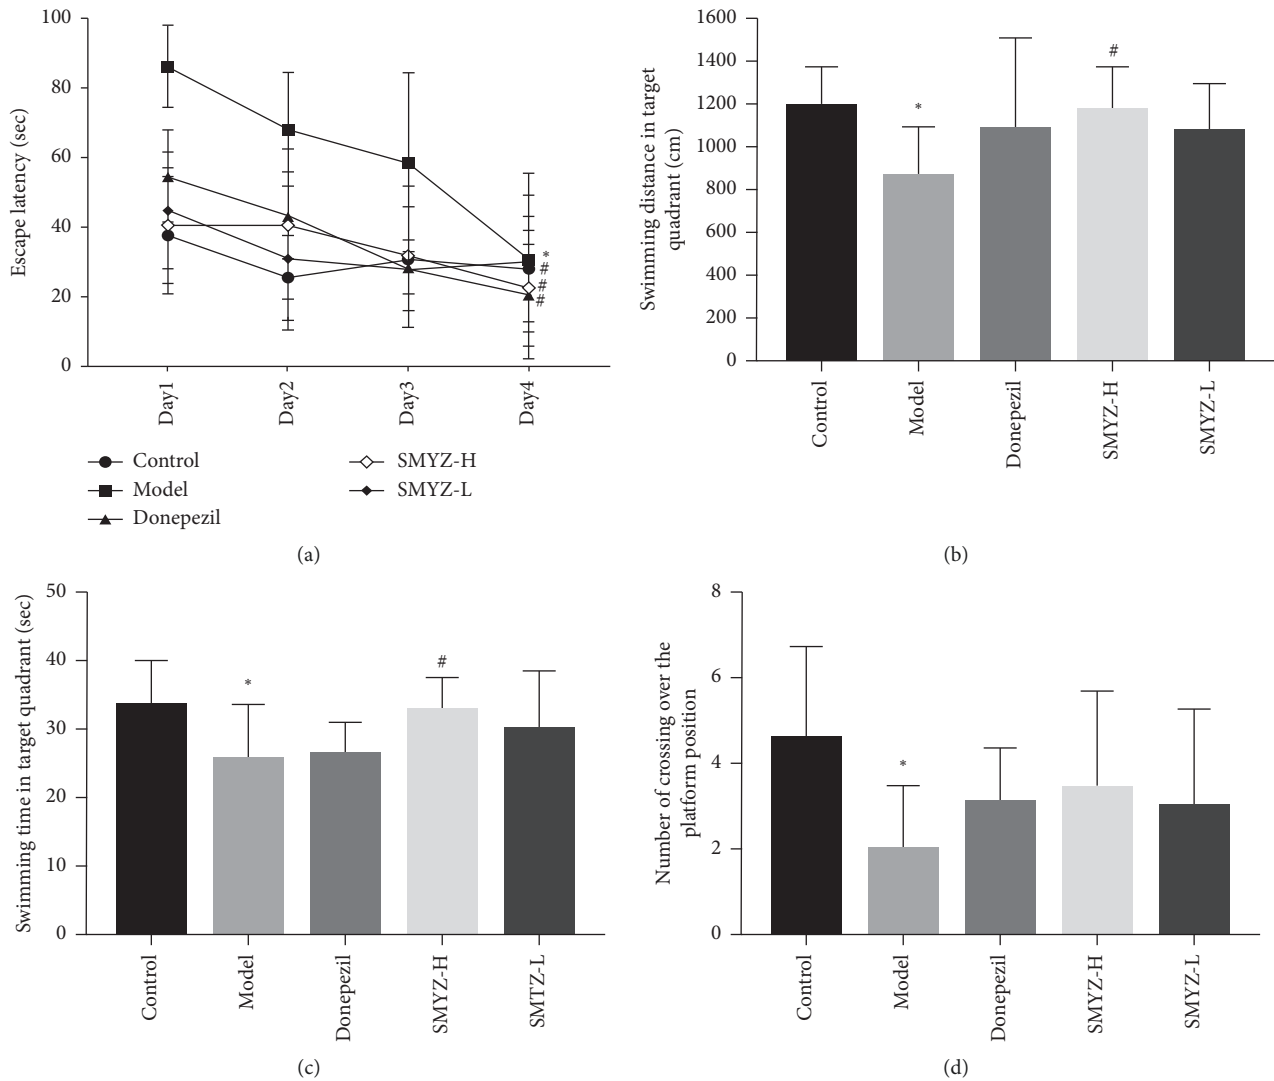 100
80
60
40
20
0
Escape latency (sec)
*
#
#
#
Day1
Day2
Day3
Day4
Control
Model
Donepezil
SMYZ-H
SMYZ-L
(a)
1600
1400
1200
1000
800
600
400
200
0
Swimming distance in target
quadrant (cm)
*
#
Control
Model
Donepezil
SMYZ-H
SMYZ-L
(b)
50
40
30
20
10
0
Swimming time in target quadrant (sec)
*
#
Control
Model
Donepezil
SMYZ-H
SMTZ-L
(c)
8
6
4
2
0
Number of crossing over the
platform position
*
Control
Model
Donepezil
SMYZ-H
SMYZ-L
(d)